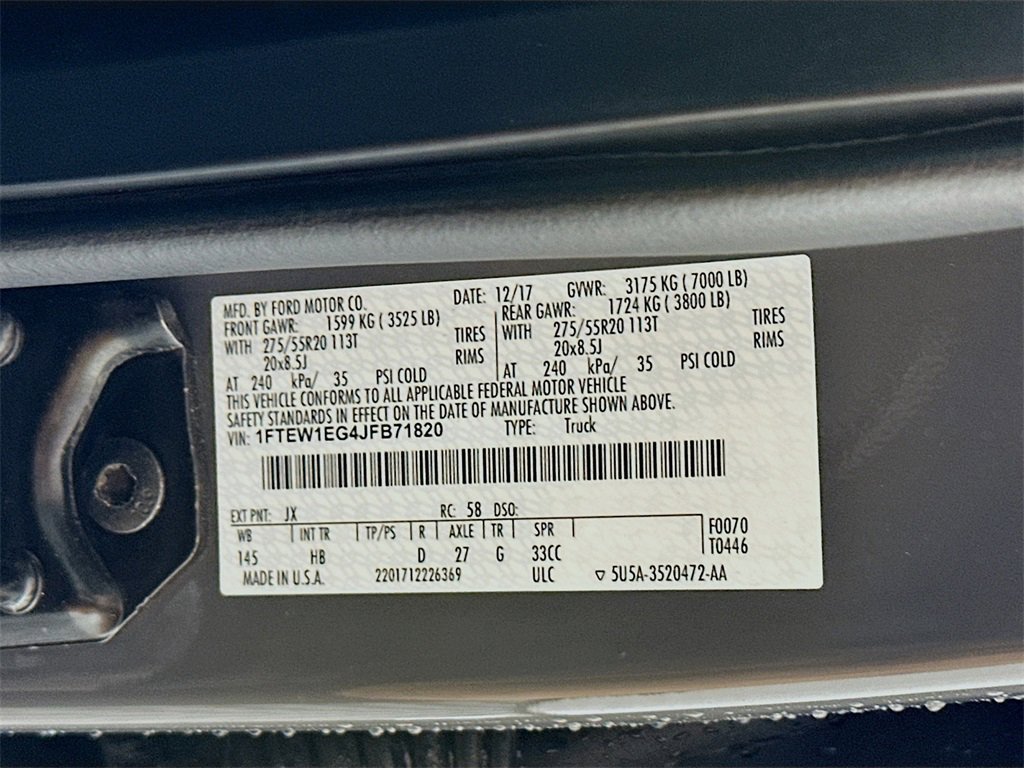 MFD. BY FORD MOTOR CO. DATE: 12/17 GVWR: 3175 KG ( 7000 LB)
FRONT GAWR: 1599 KG ( 3525 LB) REAR GAWR: 1724 KG ( 3800 LB)
WITH 275/55R20 113T TIRES WITH 275/55R20 113T TIRES
20x8.5J RIMS 20x8.5J RIMS
AT 240 kPa/ 35 PSI COLD AT 240 kPa/ 35 PSI COLD
THIS VEHICLE CONFORMS TO ALL APPLICABLE FEDERAL MOTOR VEHICLE
SAFETY STANDARDS IN EFFECT ON THE DATE OF MANUFACTURE SHOWN ABOVE.
VIN: 1FTEW1EG4JFB71820 TYPE: Truck
EXT PNT: JX RC: 58 DSO:
WB INT TR TP/PS R AXLE TR SPR F0070
145 HB D 27 G 33CC T0446
MADE IN U.S.A. 2201712226369 ULC ▽ 5U5A-3520472-AA